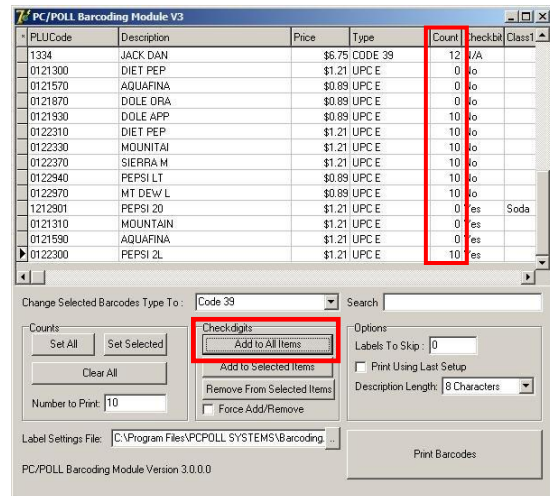 PC/POLL Barcoding Module V3
* PLUCode Description Price Type Count Checkbit Class1
1334 JACK DAN $6.75 CODE 39 12 N/A
0121300 DIET PEP $1.21 UPC E 0 No
0121570 AQUAFINA $0.89 UPC E 0 No
0121870 DOLE ORA $0.89 UPC E 0 No
0121930 DOLE APP $0.89 UPC E 10 No
0122310 DIET PEP $1.21 UPC E 10 No
0122330 MOUNTAI $1.21 UPC E 10 No
0122370 SIERRA M $1.21 UPC E 10 No
0122940 PEPSI LT $0.89 UPC E 10 No
0122970 MT DEW L $0.89 UPC E 10 No
1212901 PEPSI 20 $1.21 UPC E 0 Yes Soda
0121310 MOUNTAIN $1.21 UPC E 0 Yes
0121590 AQUAFINA $1.21 UPC E 0 Yes
0122300 PEPSI 2L $1.21 UPC E 10 Yes
Change Selected Barcodes Type To : Code 39 Search
Counts Checkdigits Options
Set All Set Selected Add to All Items Labels To Skip : 0
Clear All Add to Selected Items Print Using Last Setup
Remove From Selected Items Description Length: 8 Characters
Number to Print: 10 Force Add/Remove
Label Settings File: C:\Program Files\PCPOLL SYSTEMS\Barcoding ..
Print Barcodes
PC/POLL Barcoding Module Version 3.0.0.0